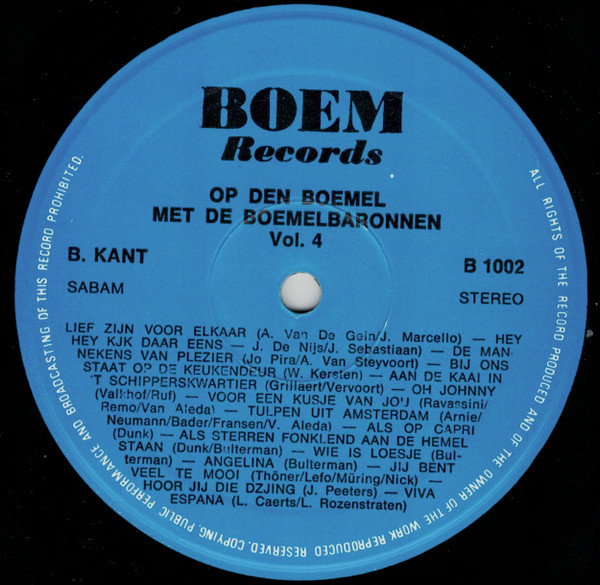 BOEM
Records
OP DEN BOEMEL
MET DE BOEMELBARONNEN
Vol. 4
B. KANT
B 1002
SABAM
STEREO
LIEF ZIJN VOOR ELKAAR (A. Van De Gein/J. Marcello) — HEY
HEY KJK DAAR EENS — J. De Nijs/J. Sebastiaan) — DE MAN-
NEKENS VAN PLEZIER (Jo Pira/A. Van Steyvoort) — BIJ ONS
STAAT OP DE KEUKENDEUR (W. Kersten) — AAN DE KAAI IN
'T SCHIPPERSKWARTIER (Grillaert/Vervoort) — OH JOHNNY
(Valkhof/Ruf) — VOOR EEN KUSJE VAN JOU (Ravassini/
Remo/Van Aleda) — TULPEN UIT AMSTERDAM (Arnie/
Neumann/Bader/Fransen/V. Aleda) — ALS OP CAPRI
(Dunk) — ALS STERREN FONKLEND AAN DE HEMEL
STAAN (Dunk/Bulterman) — WIE IS LOESJE (Bul-
terman) — ANGELINA (Bulterman) — JIJ BENT
VEEL TE MOOI (Thöner/Lefo/Müring/Nick) —
HOOR JIJ DIE DZJING (J. Peeters) — VIVA
ESPANA (L. Caerts/L. Rozenstraten)
ALL RIGHTS OF THE RECORD PRODUCED AND OF THE OWNER OF THE WORK REPRODUCED RESERVED. COPYING, PUBLIC PERFORMANCE AND BROADCASTING OF THIS RECORD PROHIBITED.